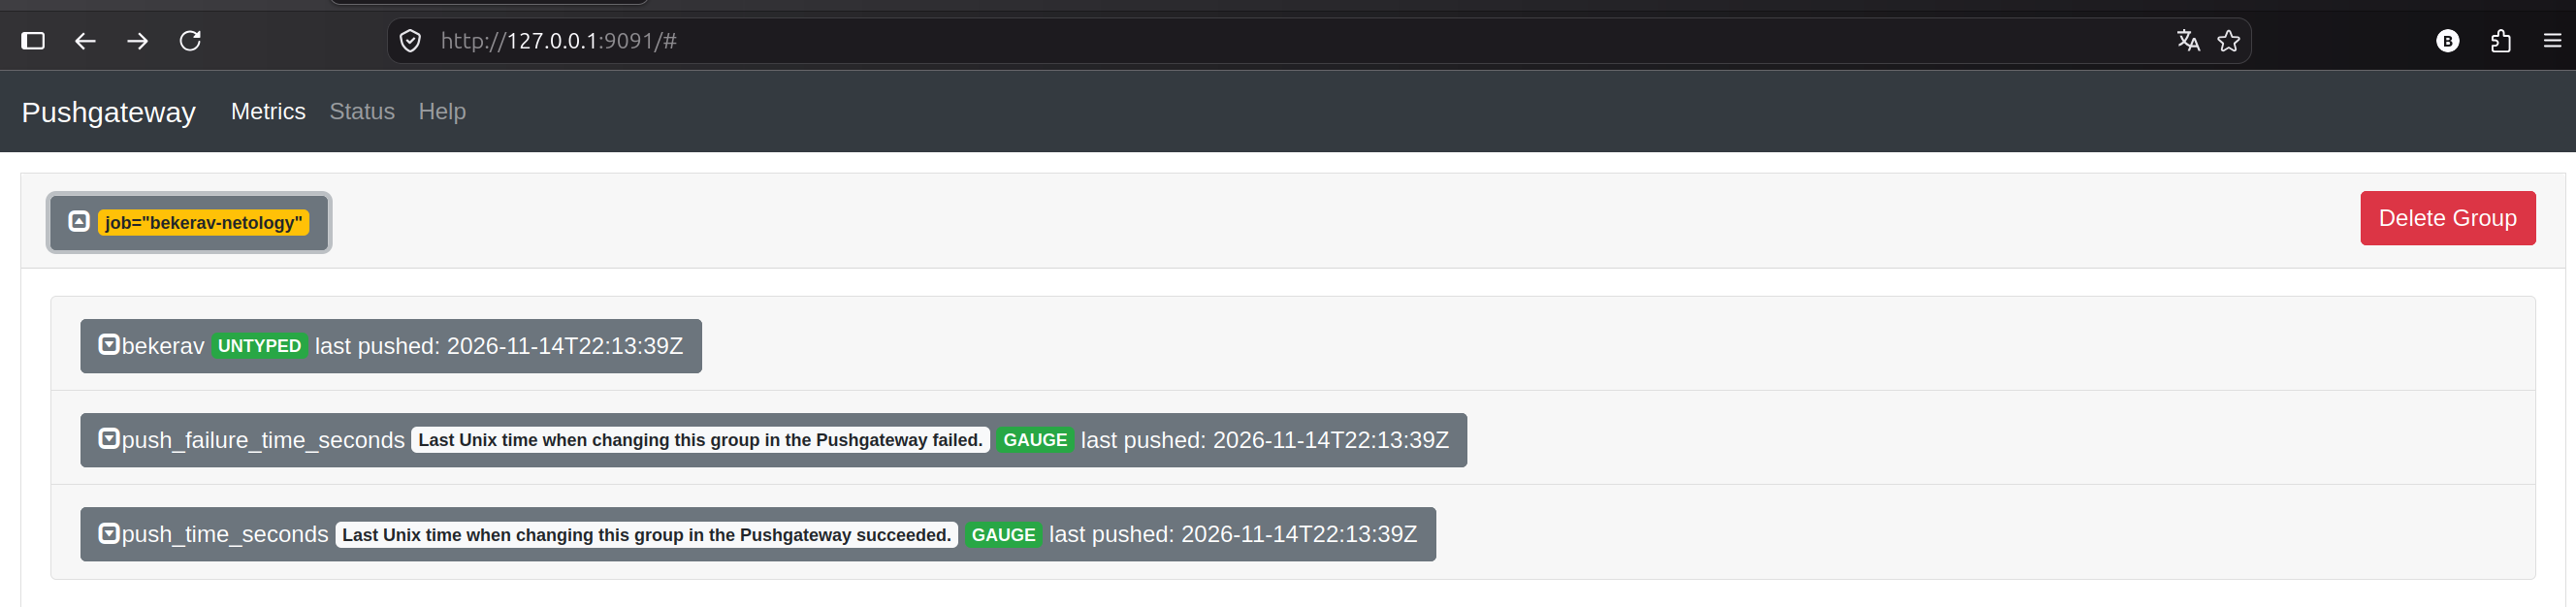 http://127.0.0.1:9091/#
B
Pushgateway Metrics Status Help
job="bekerav-netology" Delete Group
bekerav UNTYPED last pushed: 2026-11-14T22:13:39Z
push_failure_time_seconds Last Unix time when changing this group in the Pushgateway failed. GAUGE last pushed: 2026-11-14T22:13:39Z
push_time_seconds Last Unix time when changing this group in the Pushgateway succeeded. GAUGE last pushed: 2026-11-14T22:13:39Z